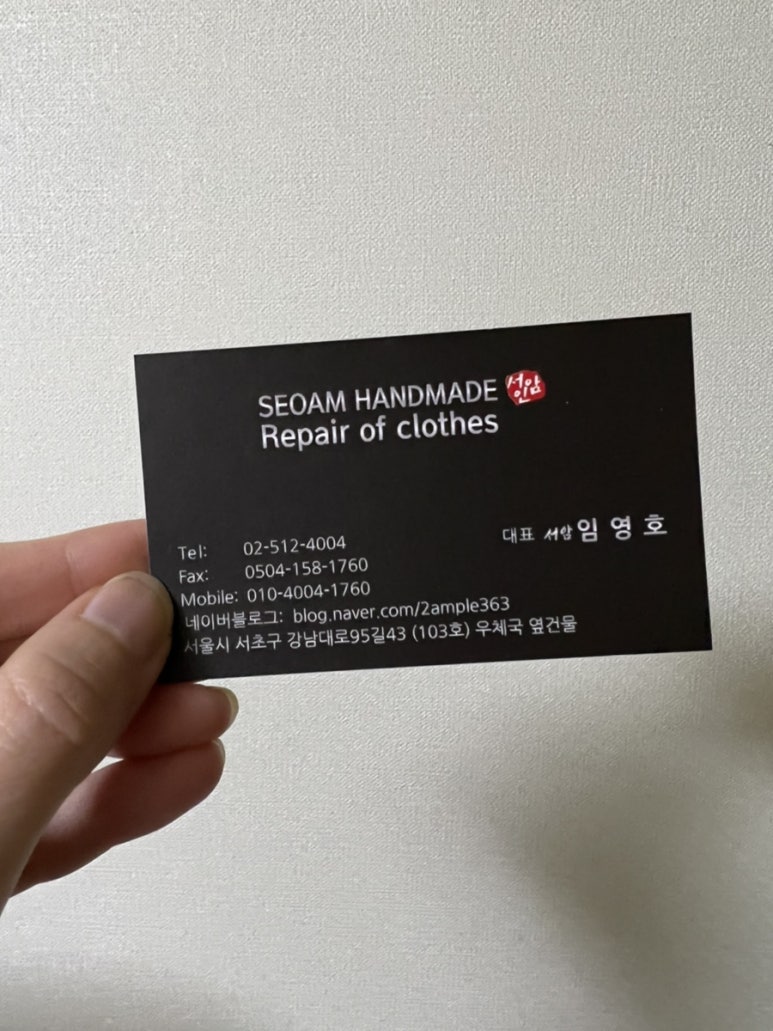 SEOAM HANDMADE
서암인
Repair of clothes
대표 서암 임영호
Tel: 02-512-4004
Fax: 0504-158-1760
Mobile: 010-4004-1760
네이버블로그: blog.naver.com/2ample363
서울시 서초구 강남대로95길43 (103호) 우체국 옆건물